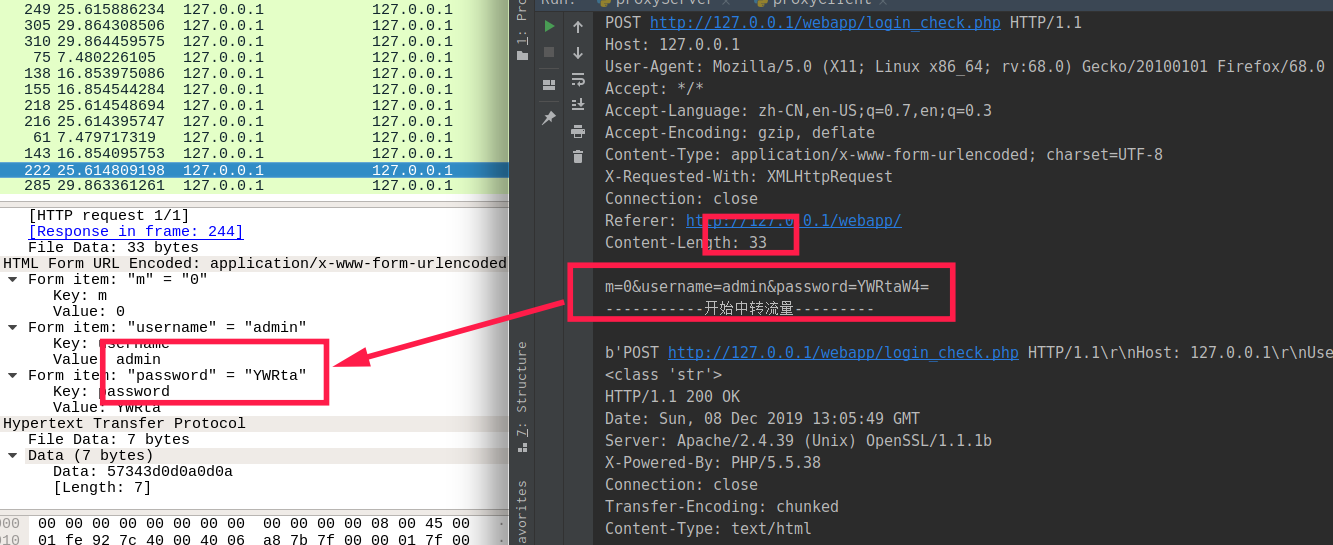 249 25.615886234 127.0.0.1 127.0.0.1
305 29.864308506 127.0.0.1 127.0.0.1
310 29.864459575 127.0.0.1 127.0.0.1
75 7.480226105 127.0.0.1 127.0.0.1
138 16.853975086 127.0.0.1 127.0.0.1
155 16.854544284 127.0.0.1 127.0.0.1
218 25.614548694 127.0.0.1 127.0.0.1
216 25.614395747 127.0.0.1 127.0.0.1
61 7.479717319 127.0.0.1 127.0.0.1
143 16.854095753 127.0.0.1 127.0.0.1
222 25.614809198 127.0.0.1 127.0.0.1
285 29.863361261 127.0.0.1 127.0.0.1
[HTTP request 1/1]
[Response in frame: 244]
File Data: 33 bytes
HTML Form URL Encoded: application/x-www-form-urlencoded
Form item: "m" = "0"
Key: m
Value: 0
Form item: "username" = "admin"
Key: username
Value: admin
Form item: "password" = "YWRta"
Key: password
Value: YWRta
Hypertext Transfer Protocol
File Data: 7 bytes
Data (7 bytes)
Data: 57343d0d0a0d0a
[Length: 7]
000 00 00 00 00 00 00 00 00 00 00 00 00 08 00 45 00
010 01 fe 92 7c 40 00 40 06 a8 7b 7f 00 00 01 7f 00
Run: proxyServer proxyClient
1: Pro
7: Structure
avorites
POST http://127.0.0.1/webapp/login_check.php HTTP/1.1
Host: 127.0.0.1
User-Agent: Mozilla/5.0 (X11; Linux x86_64; rv:68.0) Gecko/20100101 Firefox/68.0
Accept: */*
Accept-Language: zh-CN,en-US;q=0.7,en;q=0.3
Accept-Encoding: gzip, deflate
Content-Type: application/x-www-form-urlencoded; charset=UTF-8
X-Requested-With: XMLHttpRequest
Connection: close
Referer: http://127.0.0.1/webapp/
Content-Length: 33
m=0&username=admin&password=YWRtaW4=
-----------开始中转流量---------
b'POST http://127.0.0.1/webapp/login_check.php HTTP/1.1\r\nHost: 127.0.0.1\r\nUse
<class 'str'>
HTTP/1.1 200 OK
Date: Sun, 08 Dec 2019 13:05:49 GMT
Server: Apache/2.4.39 (Unix) OpenSSL/1.1.1b
X-Powered-By: PHP/5.5.38
Connection: close
Transfer-Encoding: chunked
Content-Type: text/html